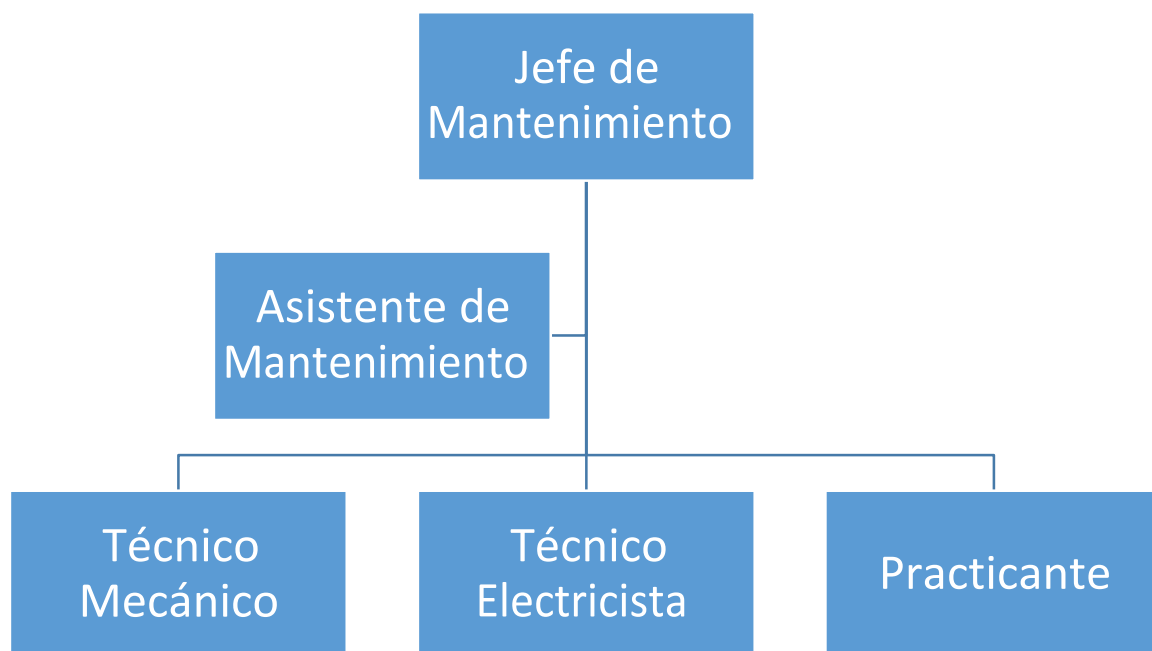 Jefe de
Mantenimiento
Asistente de
Mantenimiento
Técnico
Mecánico
Técnico
Electricista
Practicante